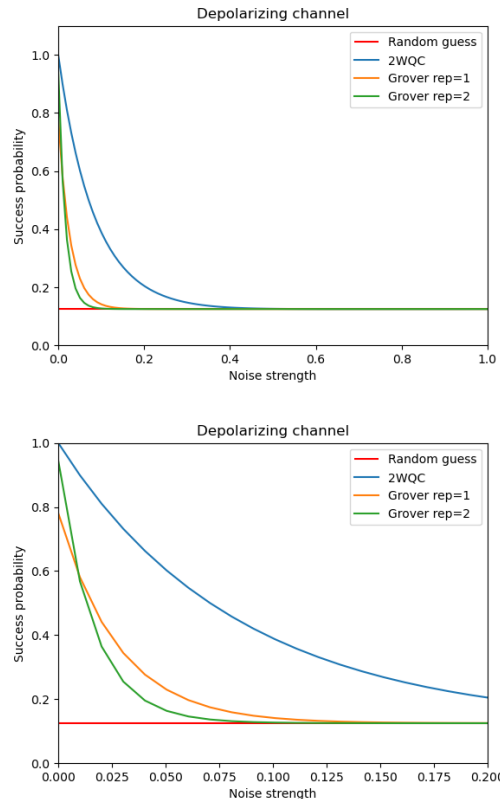 Depolarizing channel
1.0
0.8
0.6
0.4
0.2
0.0
Success probability
Random guess
2WQC
Grover rep=1
Grover rep=2
0.0 0.2 0.4 0.6 0.8 1.0
Noise strength
Depolarizing channel
1.0
0.8
0.6
0.4
0.2
0.0
Success probability
Random guess
2WQC
Grover rep=1
Grover rep=2
0.000 0.025 0.050 0.075 0.100 0.125 0.150 0.175 0.200
Noise strength